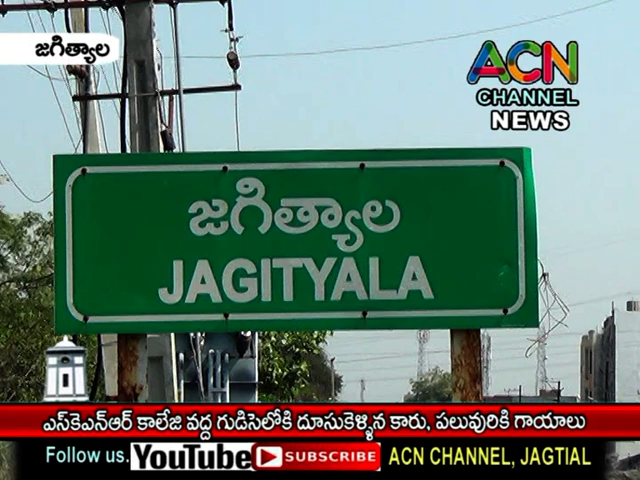 జగిత్యాల
ACN
CHANNEL
NEWS
జగిత్యాల
JAGITYALA
ఎస్‌కెఎన్ఆర్ కాలేజి వద్ద గుడిసెలోకి దూసుకెళ్ళిన కారు, పలువురికి గాయాలు
Follow us. YouTube SUBSCRIBE ACN CHANNEL, JAGTIAL